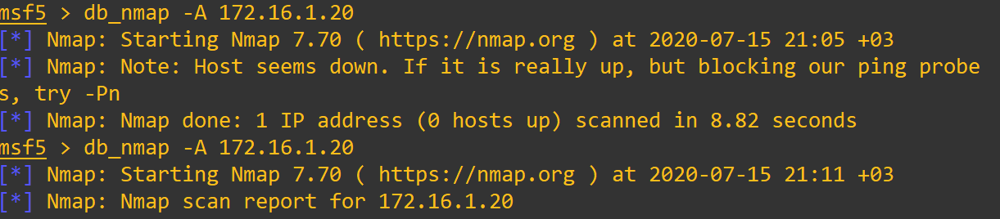 msf5 > db_nmap -A 172.16.1.20
[*] Nmap: Starting Nmap 7.70 ( https://nmap.org ) at 2020-07-15 21:05 +03
[*] Nmap: Note: Host seems down. If it is really up, but blocking our ping probe
s, try -Pn
[*] Nmap: Nmap done: 1 IP address (0 hosts up) scanned in 8.82 seconds
msf5 > db_nmap -A 172.16.1.20
[*] Nmap: Starting Nmap 7.70 ( https://nmap.org ) at 2020-07-15 21:11 +03
[*] Nmap: Nmap scan report for 172.16.1.20